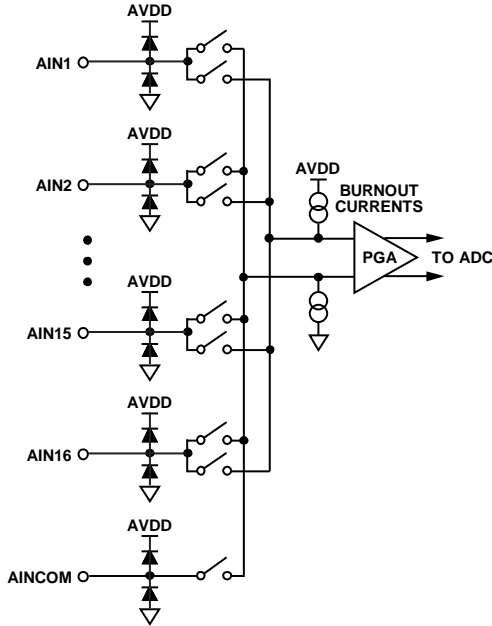 AVDD
AIN1
AVDD
AIN2
AVDD
BURNOUT
CURRENTS
PGA
TO ADC
AVDD
AIN15
AVDD
AIN16
AVDD
AINCOM